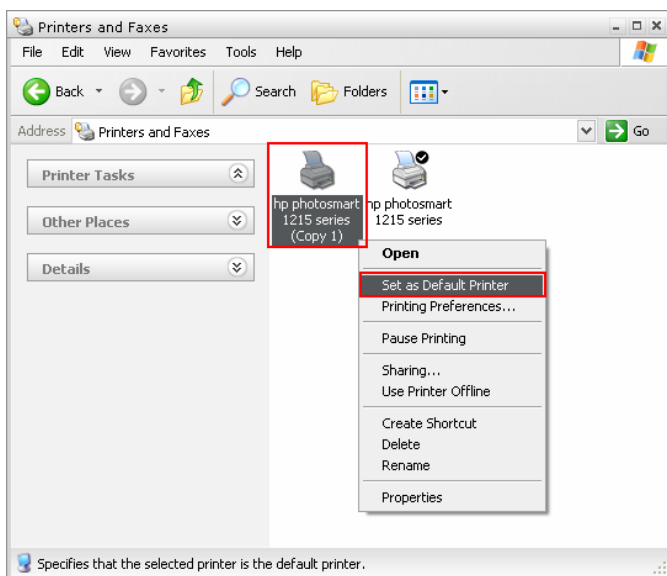 Printers and Faxes
File Edit View Favorites Tools Help
Back Search Folders
Address Printers and Faxes Go
Printer Tasks
Other Places
Details
hp photosmart
1215 series
(Copy 1)
hp photosmart
1215 series
Open
Set as Default Printer
Printing Preferences...
Pause Printing
Sharing...
Use Printer Offline
Create Shortcut
Delete
Rename
Properties
Specifies that the selected printer is the default printer.